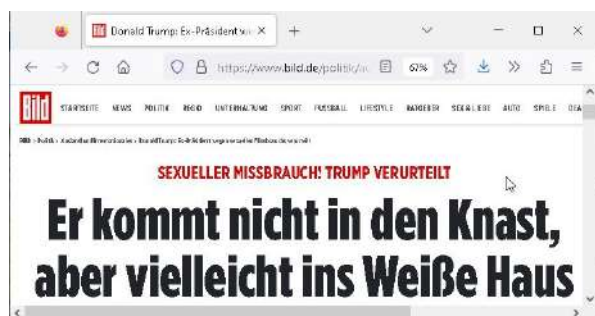 Bild Donald Trump: Ex-Präsident
https://www.bild.de/politik/ 67%
Bild STARTSEITE NEWS POLITIK REGIO UNTERHALTUNG SPORT FUSSBALL LIFESTYLE RATGEBER SEX & LIEBE AUTO SPIELE DEA
SEXUELLER MISSBRAUCH! TRUMP VERURTEILT
Er kommt nicht in den Knast,
aber vielleicht ins Weiße Haus